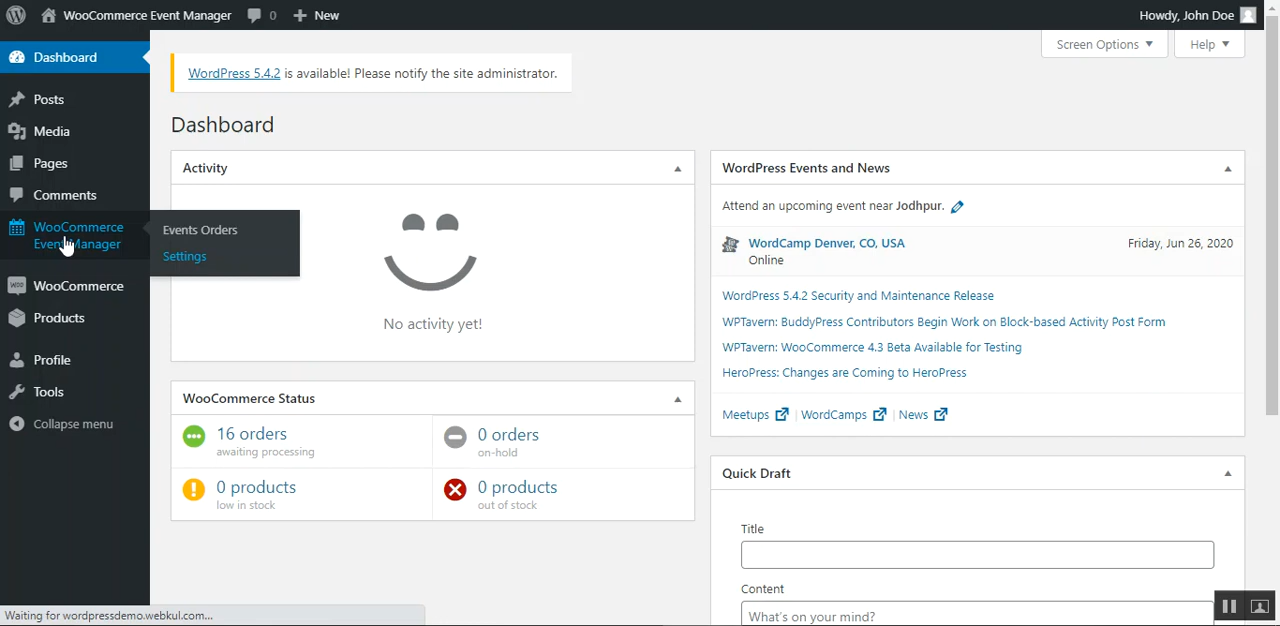 WooCommerce Event Manager 0 New Howdy, John Doe
Screen Options Help
Dashboard
Posts
Media
Pages
Comments
WooCommerce
Event Manager
Events Orders
Settings
WooCommerce
Products
Profile
Tools
Collapse menu
WordPress 5.4.2 is available! Please notify the site administrator.
Dashboard
Activity
No activity yet!
WooCommerce Status
16 orders
awaiting processing
0 orders
on-hold
0 products
low in stock
0 products
out of stock
WordPress Events and News
Attend an upcoming event near Jodhpur.
WordCamp Denver, CO, USA Friday, Jun 26, 2020
Online
WordPress 5.4.2 Security and Maintenance Release
WPTavern: BuddyPress Contributors Begin Work on Block-based Activity Post Form
WPTavern: WooCommerce 4.3 Beta Available for Testing
HeroPress: Changes are Coming to HeroPress
Meetups | WordCamps | News
Quick Draft
Title
Content
What's on your mind?
Waiting for wordpressdemo.webkul.com...